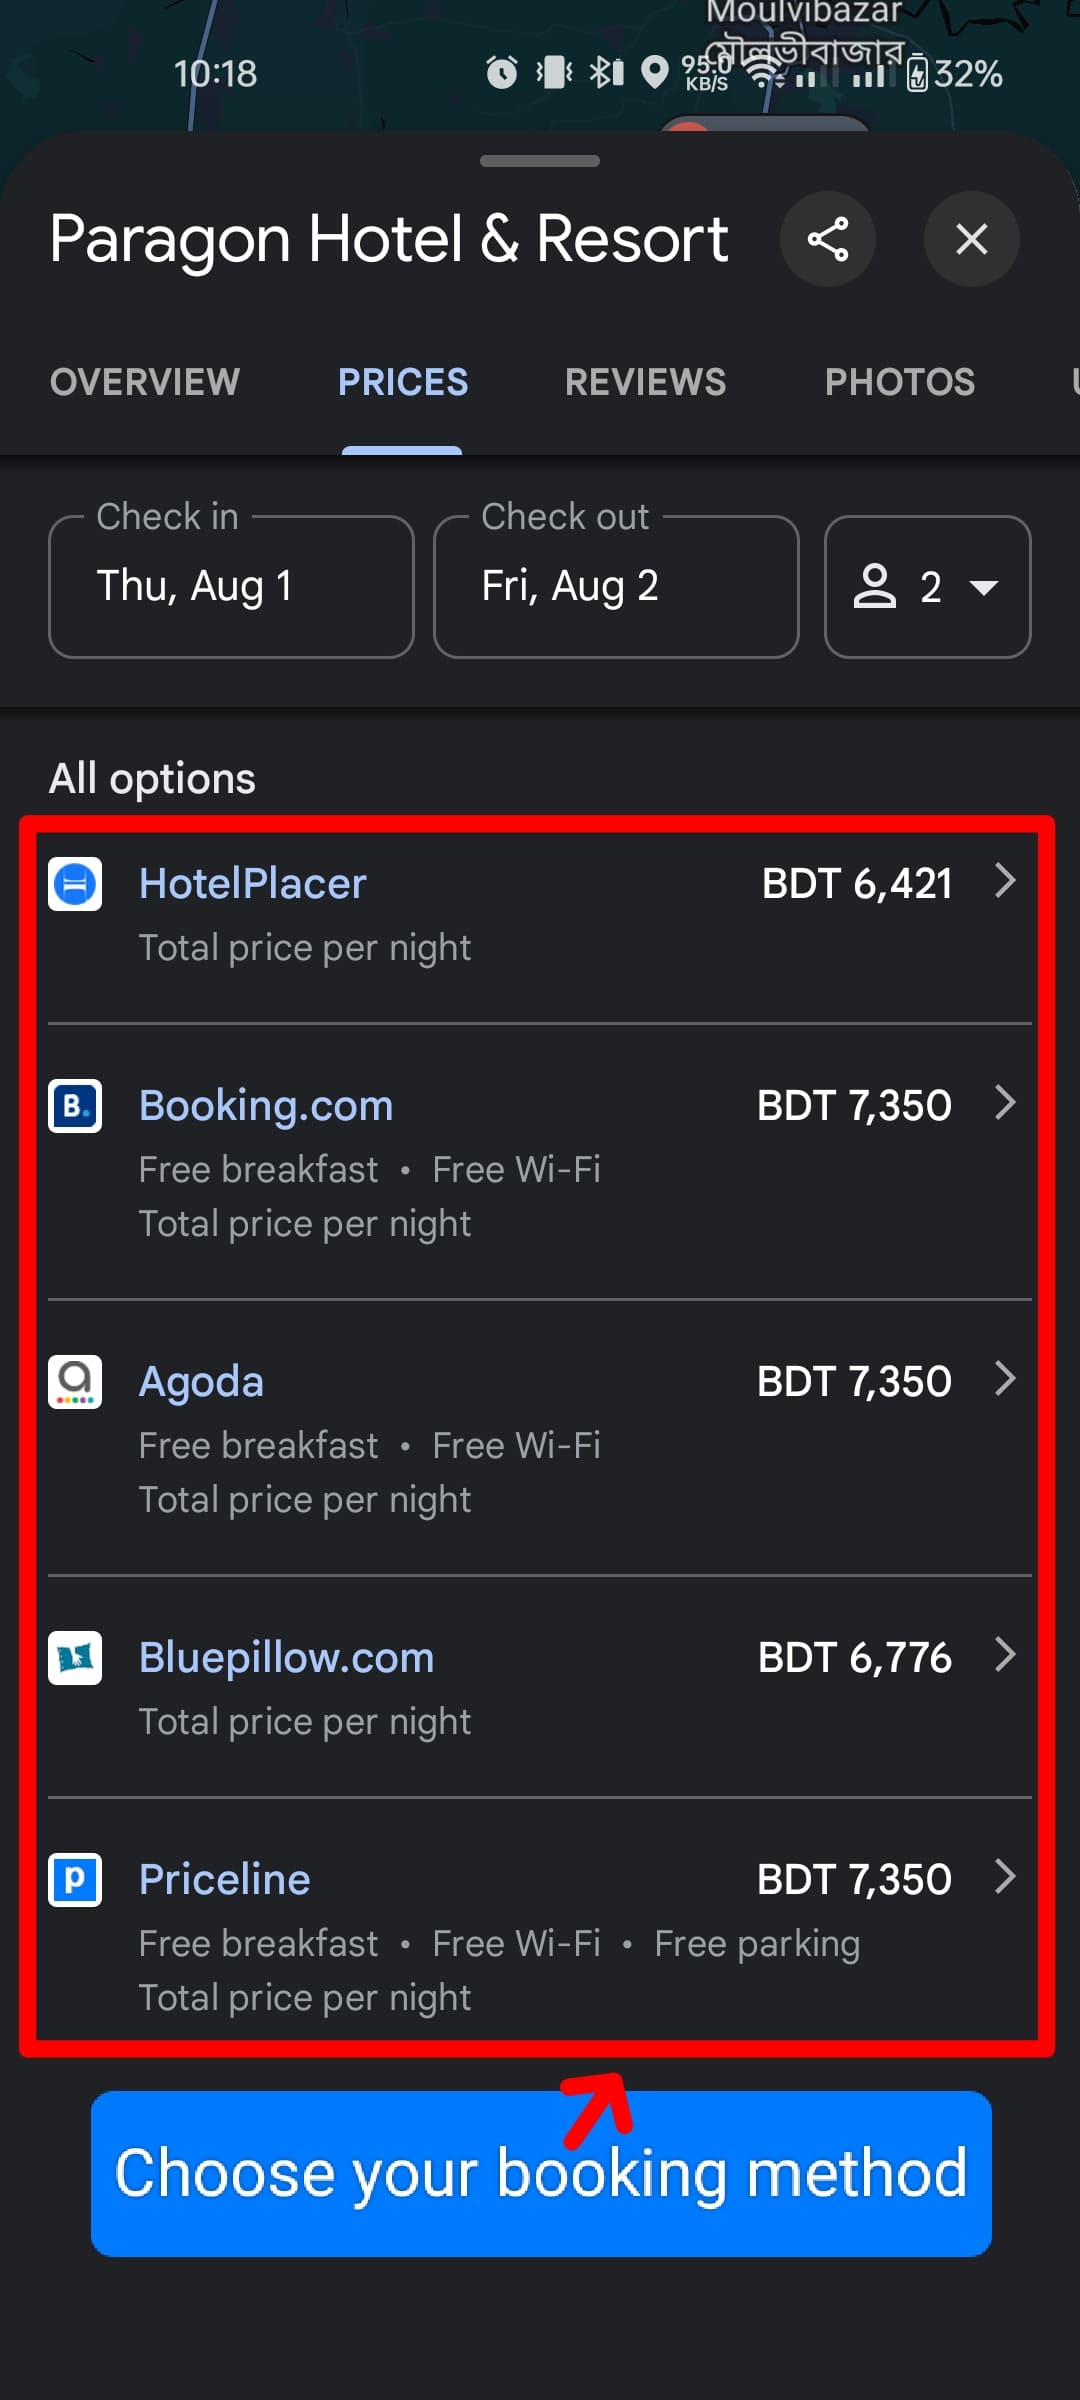 Moulvibazar
মৌলভীবাজার
10:18
95.0
KB/S
32%
Paragon Hotel & Resort
OVERVIEW PRICES REVIEWS PHOTOS
Check in Check out
Thu, Aug 1 Fri, Aug 2 2
All options
HotelPlacer BDT 6,421
Total price per night
B. Booking.com BDT 7,350
Free breakfast • Free Wi-Fi
Total price per night
a Agoda BDT 7,350
Free breakfast • Free Wi-Fi
Total price per night
Bluepillow.com BDT 6,776
Total price per night
p Priceline BDT 7,350
Free breakfast • Free Wi-Fi • Free parking
Total price per night
Choose your booking method